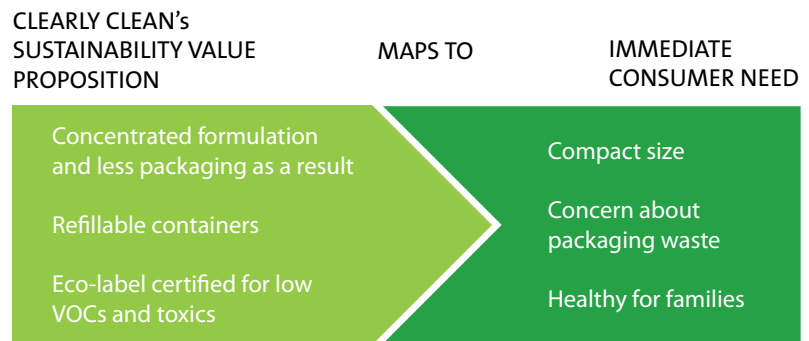 CLEARLY CLEAN's
SUSTAINABILITY VALUE
PROPOSITION
MAPS TO
IMMEDIATE
CONSUMER NEED
Concentrated formulation
and less packaging as a result
Refillable containers
Eco-label certified for low
VOCs and toxics
Compact size
Concern about
packaging waste
Healthy for families